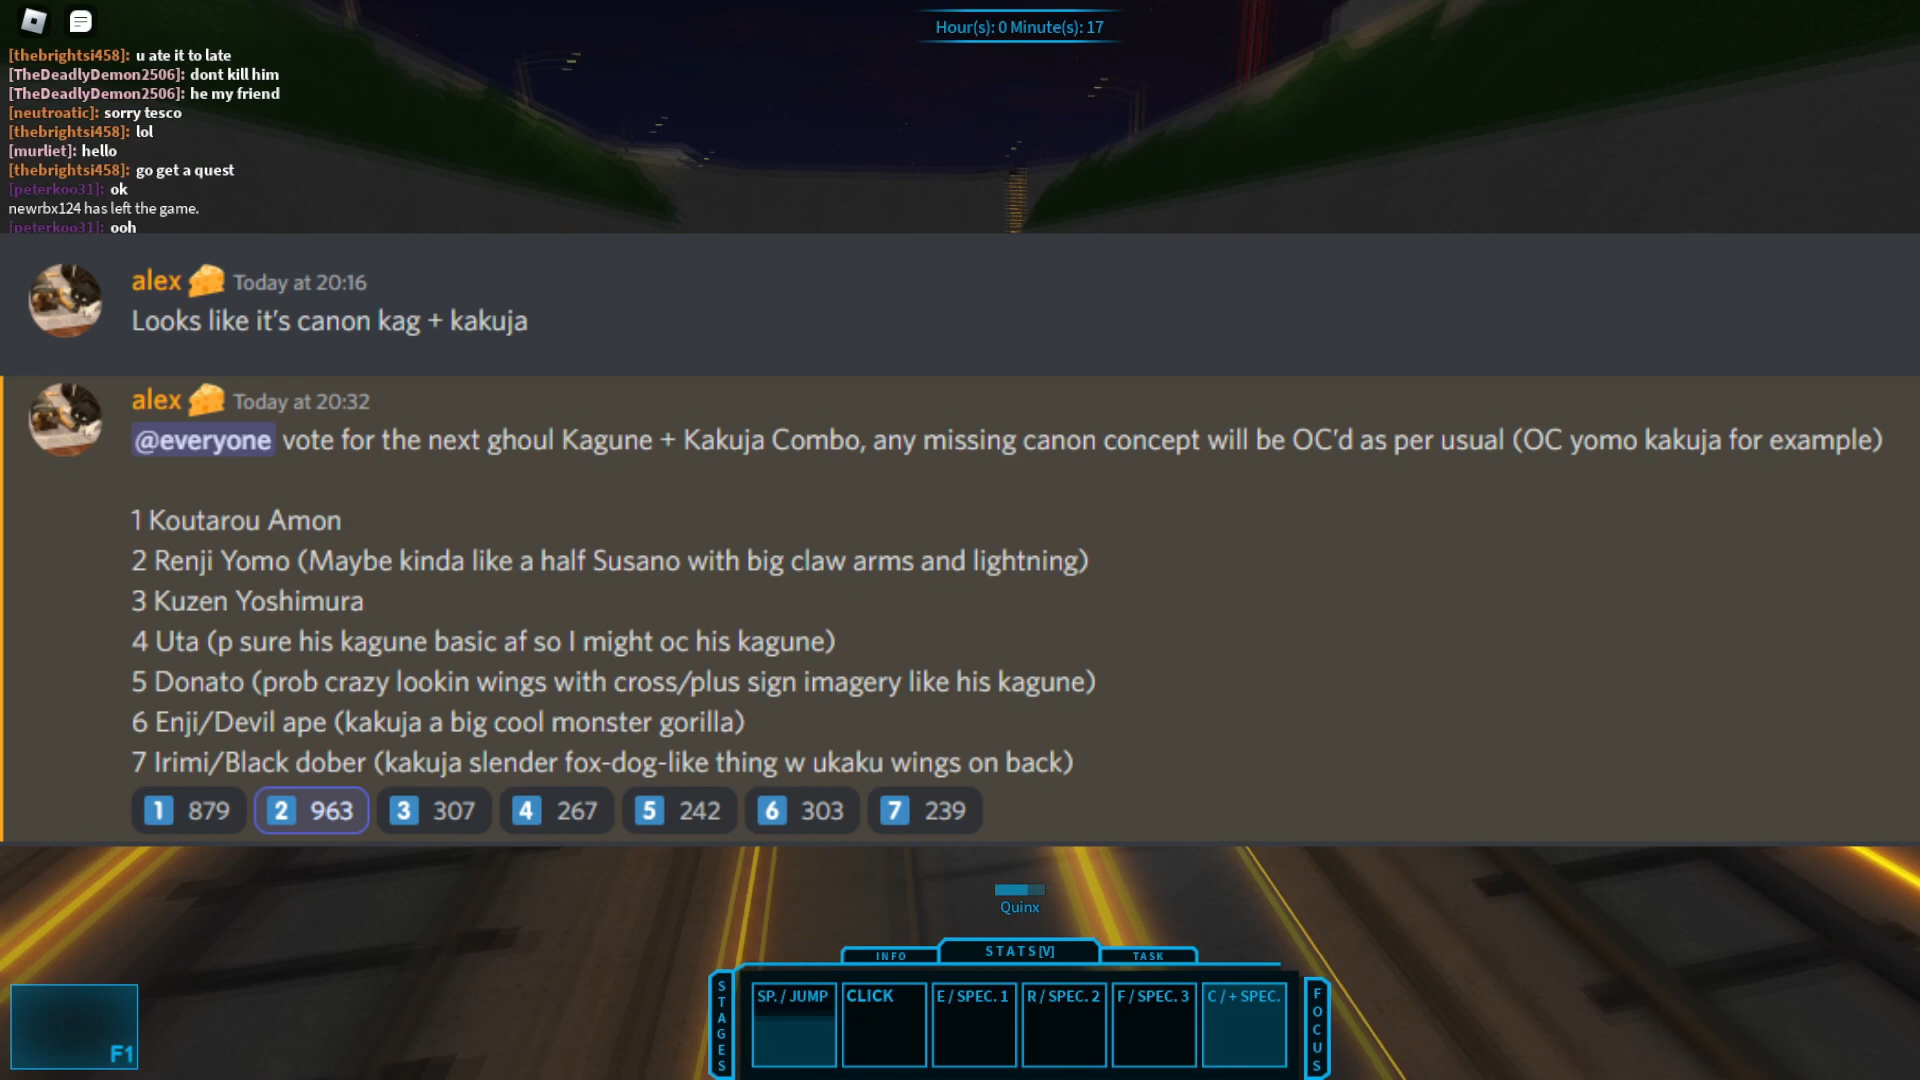 Hour(s): 0 Minute(s): 17
[thebrightsi458]: u ate it to late
[TheDeadlyDemon2506]: dont kill him
[TheDeadlyDemon2506]: he my friend
[neutroatic]: sorry tesco
[thebrightsi458]: lol
[murliet]: hello
[thebrightsi458]: go get a quest
[peterkoo31]: ok
newrbx124 has left the game.
[peterkoo31]: ooh
alex Today at 20:16
Looks like it's canon kag + kakuja
alex Today at 20:32
@everyone vote for the next ghoul Kagune + Kakuja Combo, any missing canon concept will be OC'd as per usual (OC yomo kakuja for example)
1 Koutarou Amon
2 Renji Yomo (Maybe kinda like a half Susano with big claw arms and lightning)
3 Kuzen Yoshimura
4 Uta (p sure his kagune basic af so I might oc his kagune)
5 Donato (prob crazy lookin wings with cross/plus sign imagery like his kagune)
6 Enji/Devil ape (kakuja a big cool monster gorilla)
7 Irimi/Black dober (kakuja slender fox-dog-like thing w ukaku wings on back)
1 879 2 963 3 307 4 267 5 242 6 303 7 239
Quinx
INFO STATS[V] TASK
STAGES
SP. / JUMP CLICK E / SPEC. 1 R / SPEC. 2 F / SPEC. 3 C / + SPEC.
FOCUS
F1